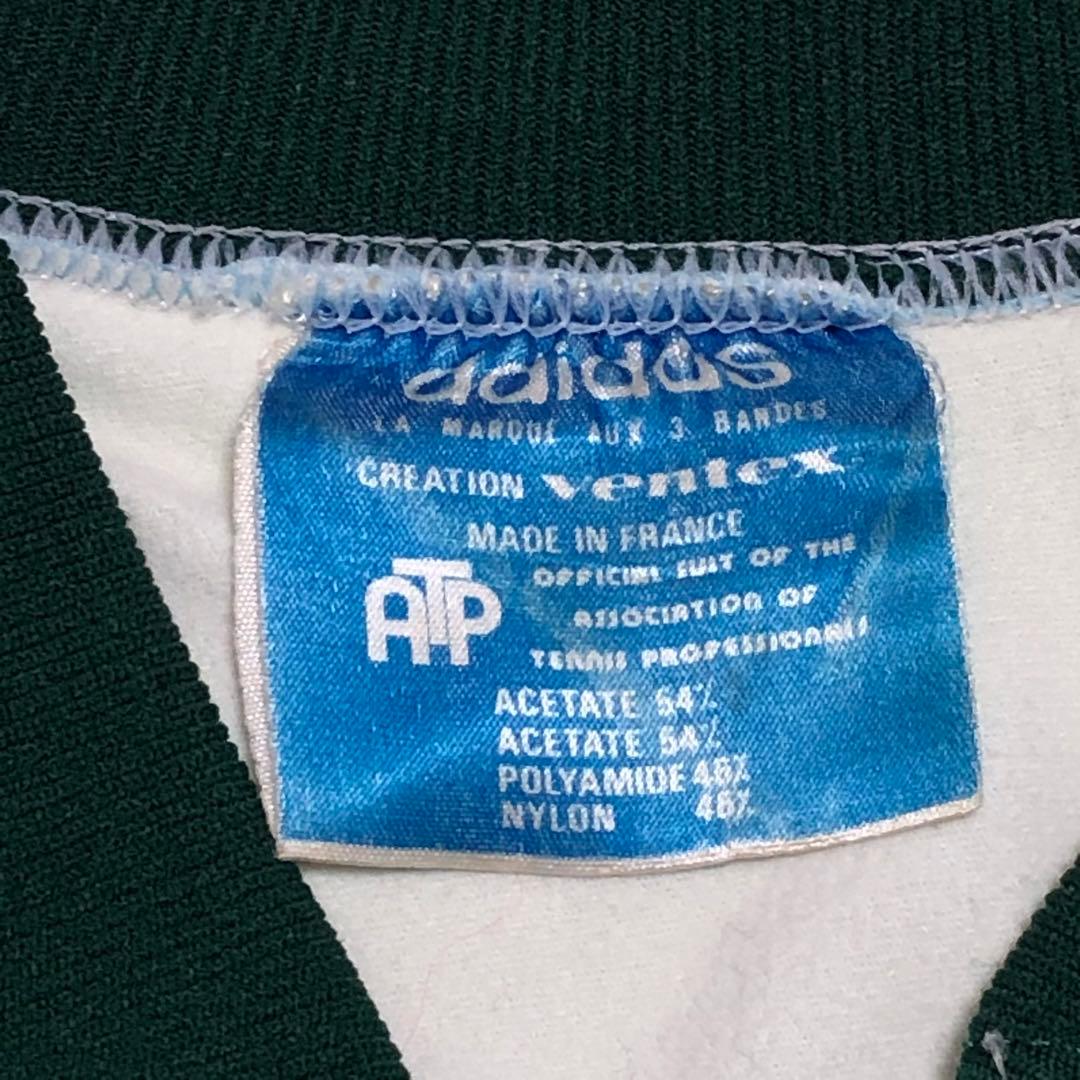 adidas
LA MARQUE AUX 3 BANDES
CREATION ventex
MADE IN FRANCE
ATP
OFFICIAL SUIT OF THE
ASSOCIATION OF
TENNIS PROFESSIONNALS
ACETATE 54%
ACETATE 54%
POLYAMIDE 46%
NYLON 46%